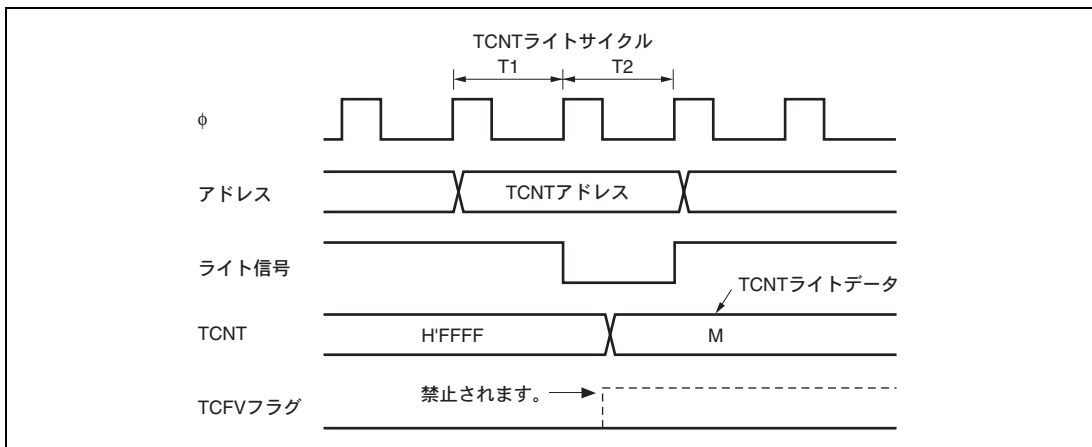 TCNTライトサイクル
T1 T2
φ
アドレス TCNTアドレス
ライト信号
TCNTライトデータ
TCNT H'FFFF M
禁止されます。
TCFVフラグ